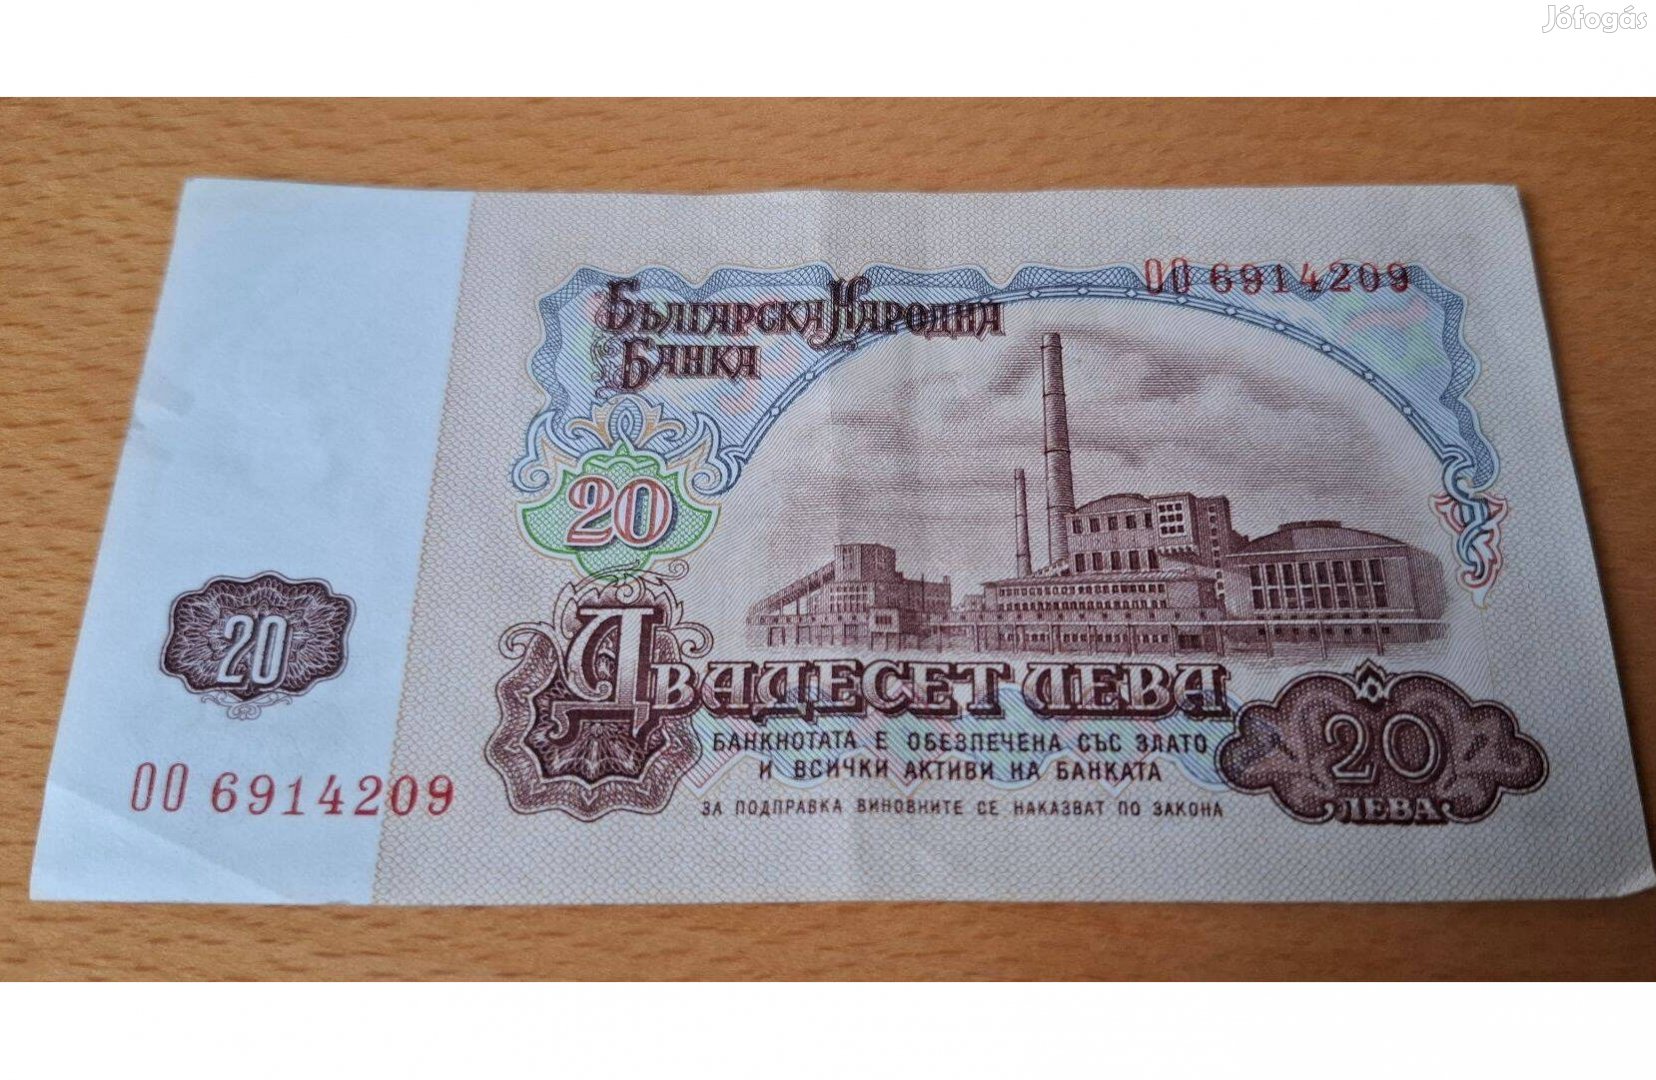 Jófogás
ОО 6914209
Българска Народна
Банка
20
Двадесет лева
20
БАНКНОТАТА Е ОБЕЗПЕЧЕНА СЪС ЗЛАТО
И ВСИЧКИ АКТИВИ НА БАНКАТА
ЗА ПОДПРАВКА ВИНОВНИТЕ СЕ НАКАЗВАТ ПО ЗАКОНА
20
ЛЕВА
ОО 6914209